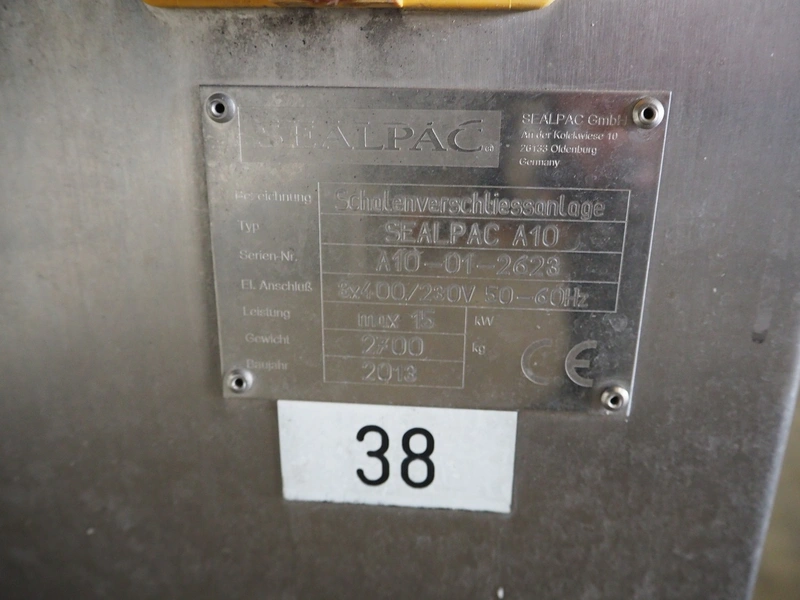 SEALPAC
SEALPAC GmbH
An der Kolckwiese 10
26133 Oldenburg
Germany
Bezeichnung Schalenverschliessanlage
Typ SEALPAC A10
Serien-Nr. A10-01-2623
El. Anschluß 3x400/230V 50-60Hz
Leistung max 15 kW
Gewicht 2700 kg
Baujahr 2013
CE
38